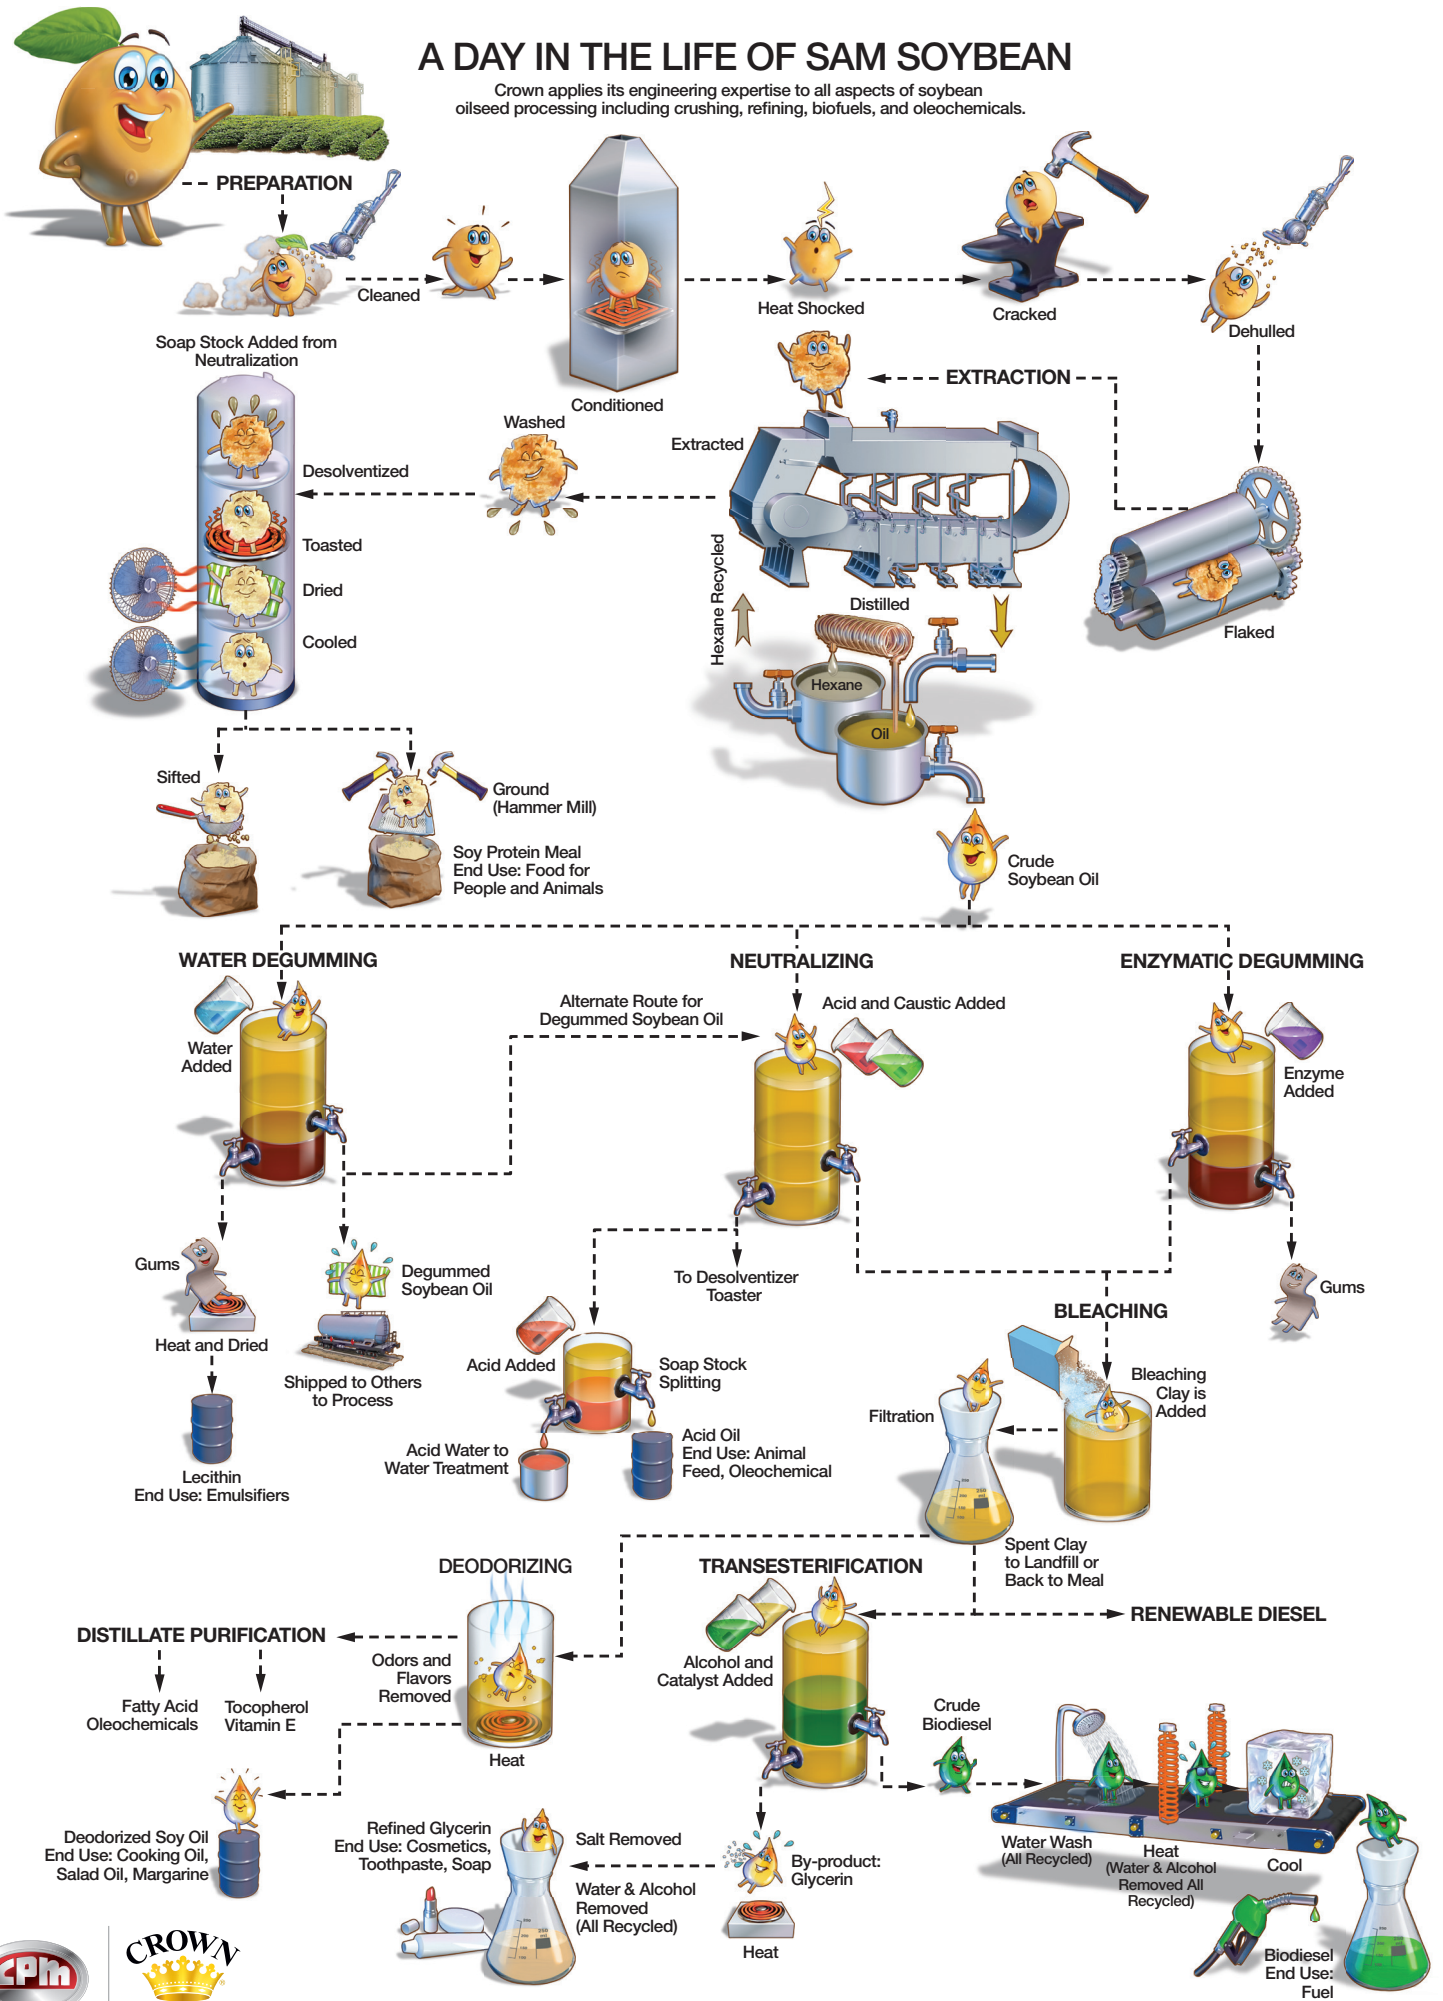 A DAY IN THE LIFE OF SAM SOYBEAN
Crown applies its engineering expertise to all aspects of soybean
oilseed processing including crushing, refining, biofuels, and oleochemicals.
PREPARATION
Cleaned
Conditioned
Heat Shocked
Cracked
Dehulled
Flaked
EXTRACTION
Extracted
Washed
Soap Stock Added from
Neutralization
Desolventized
Toasted
Dried
Cooled
Hexane Recycled
Distilled
Hexane
Oil
Sifted
Ground
(Hammer Mill)
Soy Protein Meal
End Use: Food for
People and Animals
Crude
Soybean Oil
WATER DEGUMMING
Water
Added
Alternate Route for
Degummed Soybean Oil
NEUTRALIZING
Acid and Caustic Added
ENZYMATIC DEGUMMING
Enzyme
Added
Gums
Heat and Dried
Lecithin
End Use: Emulsifiers
Degummed
Soybean Oil
Shipped to Others
to Process
To Desolventizer
Toaster
Acid Added
Soap Stock
Splitting
Acid Water to
Water Treatment
Acid Oil
End Use: Animal
Feed, Oleochemical
Gums
BLEACHING
Bleaching
Clay is
Added
Filtration
Spent Clay
to Landfill or
Back to Meal
DEODORIZING
Odors and
Flavors
Removed
Heat
DISTILLATE PURIFICATION
Fatty Acid
Oleochemicals
Tocopherol
Vitamin E
Deodorized Soy Oil
End Use: Cooking Oil,
Salad Oil, Margarine
TRANSESTERIFICATION
Alcohol and
Catalyst Added
RENEWABLE DIESEL
Crude
Biodiesel
Water Wash
(All Recycled)
Heat
(Water & Alcohol
Removed All
Recycled)
Cool
Biodiesel
End Use:
Fuel
By-product:
Glycerin
Heat
Salt Removed
Water & Alcohol
Removed
(All Recycled)
Refined Glycerin
End Use: Cosmetics,
Toothpaste, Soap
cpm
CROWN